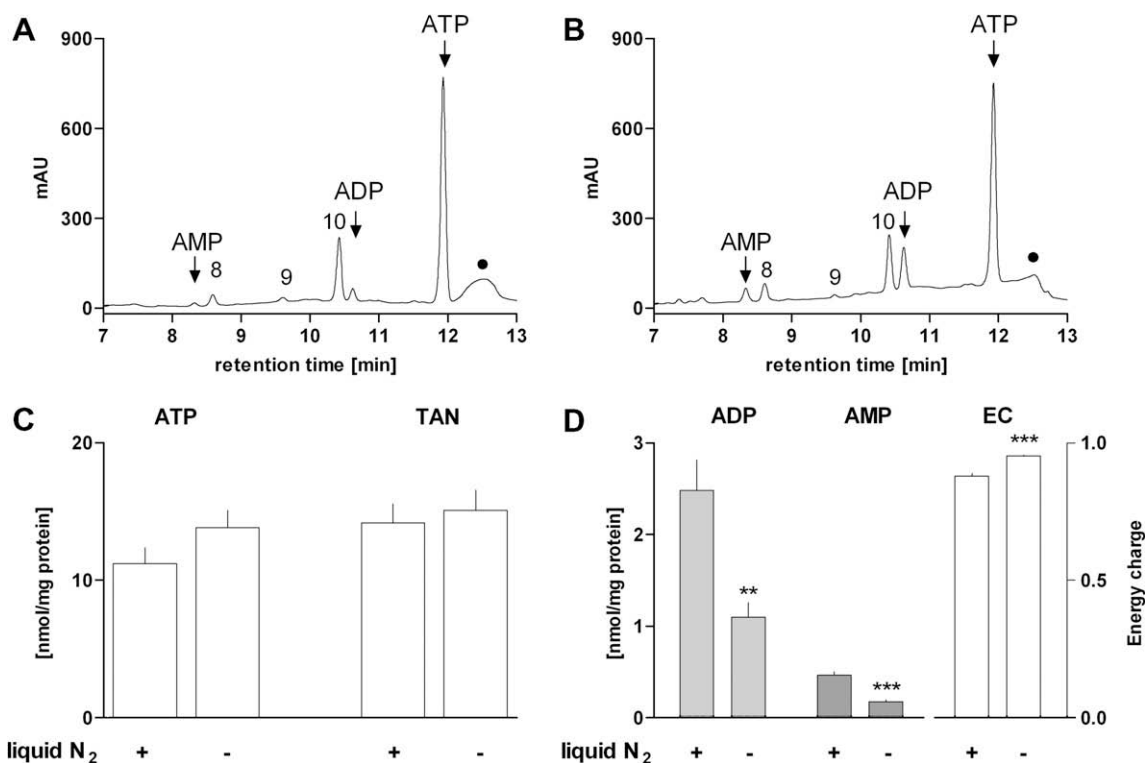 A
B
ATP
ATP
900
900
600
600
mAU
mAU
ADP
ADP
300
300
10
10
AMP
AMP
8
9
8
9
0
0
7 8 9 10 11 12 13
7 8 9 10 11 12 13
retention time [min]
retention time [min]
C
D
ATP TAN
ADP AMP EC
20
3
1.0
***
2
10
0.5
**
1
***
0
0
0.0
[nmol/mg protein]
[nmol/mg protein]
Energy charge
liquid N2 + - + -
liquid N2 + - + - + -